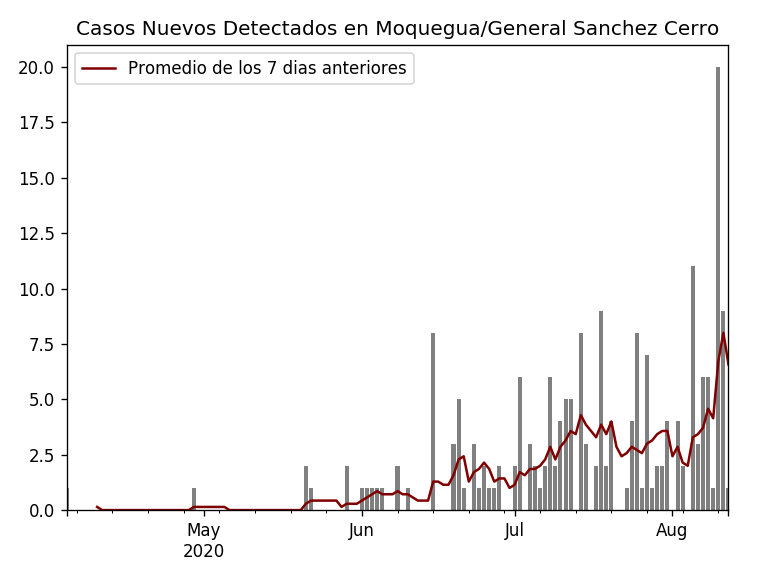 Casos Nuevos Detectados en Moquegua/General Sanchez Cerro
Promedio de los 7 dias anteriores
20.0
17.5
15.0
12.5
10.0
7.5
5.0
2.5
0.0
May
2020
Jun
Jul
Aug